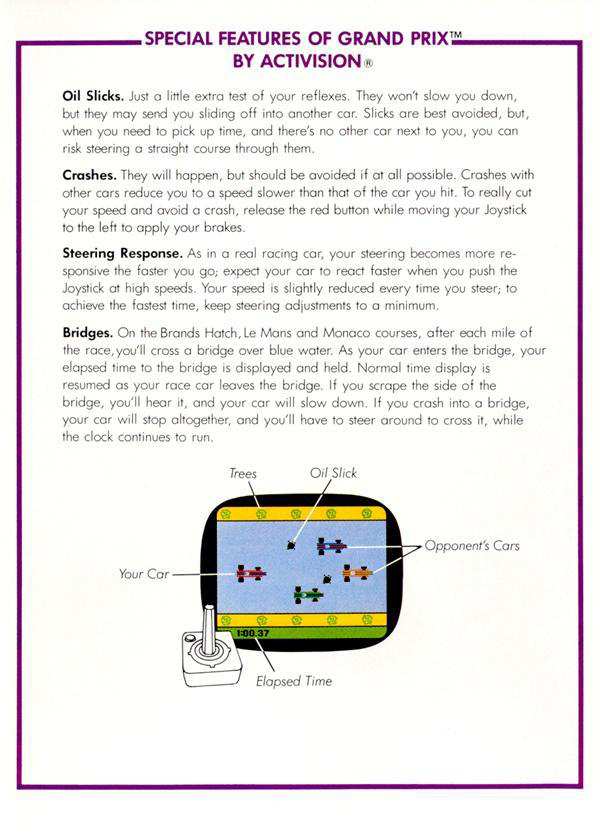 SPECIAL FEATURES OF GRAND PRIX™
BY ACTIVISION®
Oil Slicks. Just a little extra test of your reflexes. They won't slow you down,
but they may send you sliding off into another car. Slicks are best avoided, but,
when you need to pick up time, and there's no other car next to you, you can
risk steering a straight course through them.
Crashes. They will happen, but should be avoided if at all possible. Crashes with
other cars reduce you to a speed slower than that of the car you hit. To really cut
your speed and avoid a crash, release the red button while moving your Joystick
to the left to apply your brakes.
Steering Response. As in a real racing car, your steering becomes more re-
sponsive the faster you go; expect your car to react faster when you push the
Joystick at high speeds. Your speed is slightly reduced every time you steer; to
achieve the fastest time, keep steering adjustments to a minimum.
Bridges. On the Brands Hatch, Le Mans and Monaco courses, after each mile of
the race, you'll cross a bridge over blue water. As your car enters the bridge, your
elapsed time to the bridge is displayed and held. Normal time display is
resumed as your race car leaves the bridge. If you scrape the side of the
bridge, you'll hear it, and your car will slow down. If you crash into a bridge,
your car will stop altogether, and you'll have to steer around to cross it, while
the clock continues to run.
Trees
Oil Slick
Opponent's Cars
Your Car
1:00.37
Elapsed Time